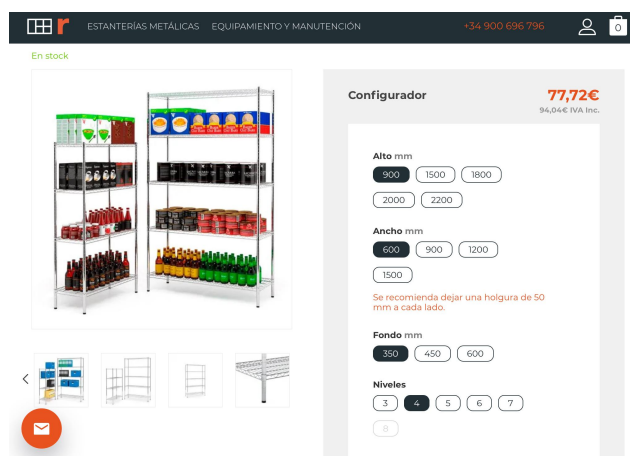 ESTANTERÍAS METÁLICAS EQUIPAMIENTO Y MANUTENCIÓN +34 900 696 796 0
En stock
Configurador 77,72€
94,04€ IVA Inc.
Alto mm
900 1500 1800
2000 2200
Ancho mm
600 900 1200
1500
Se recomienda dejar una holgura de 50
mm a cada lado.
Fondo mm
350 450 600
Niveles
3 4 5 6 7
8